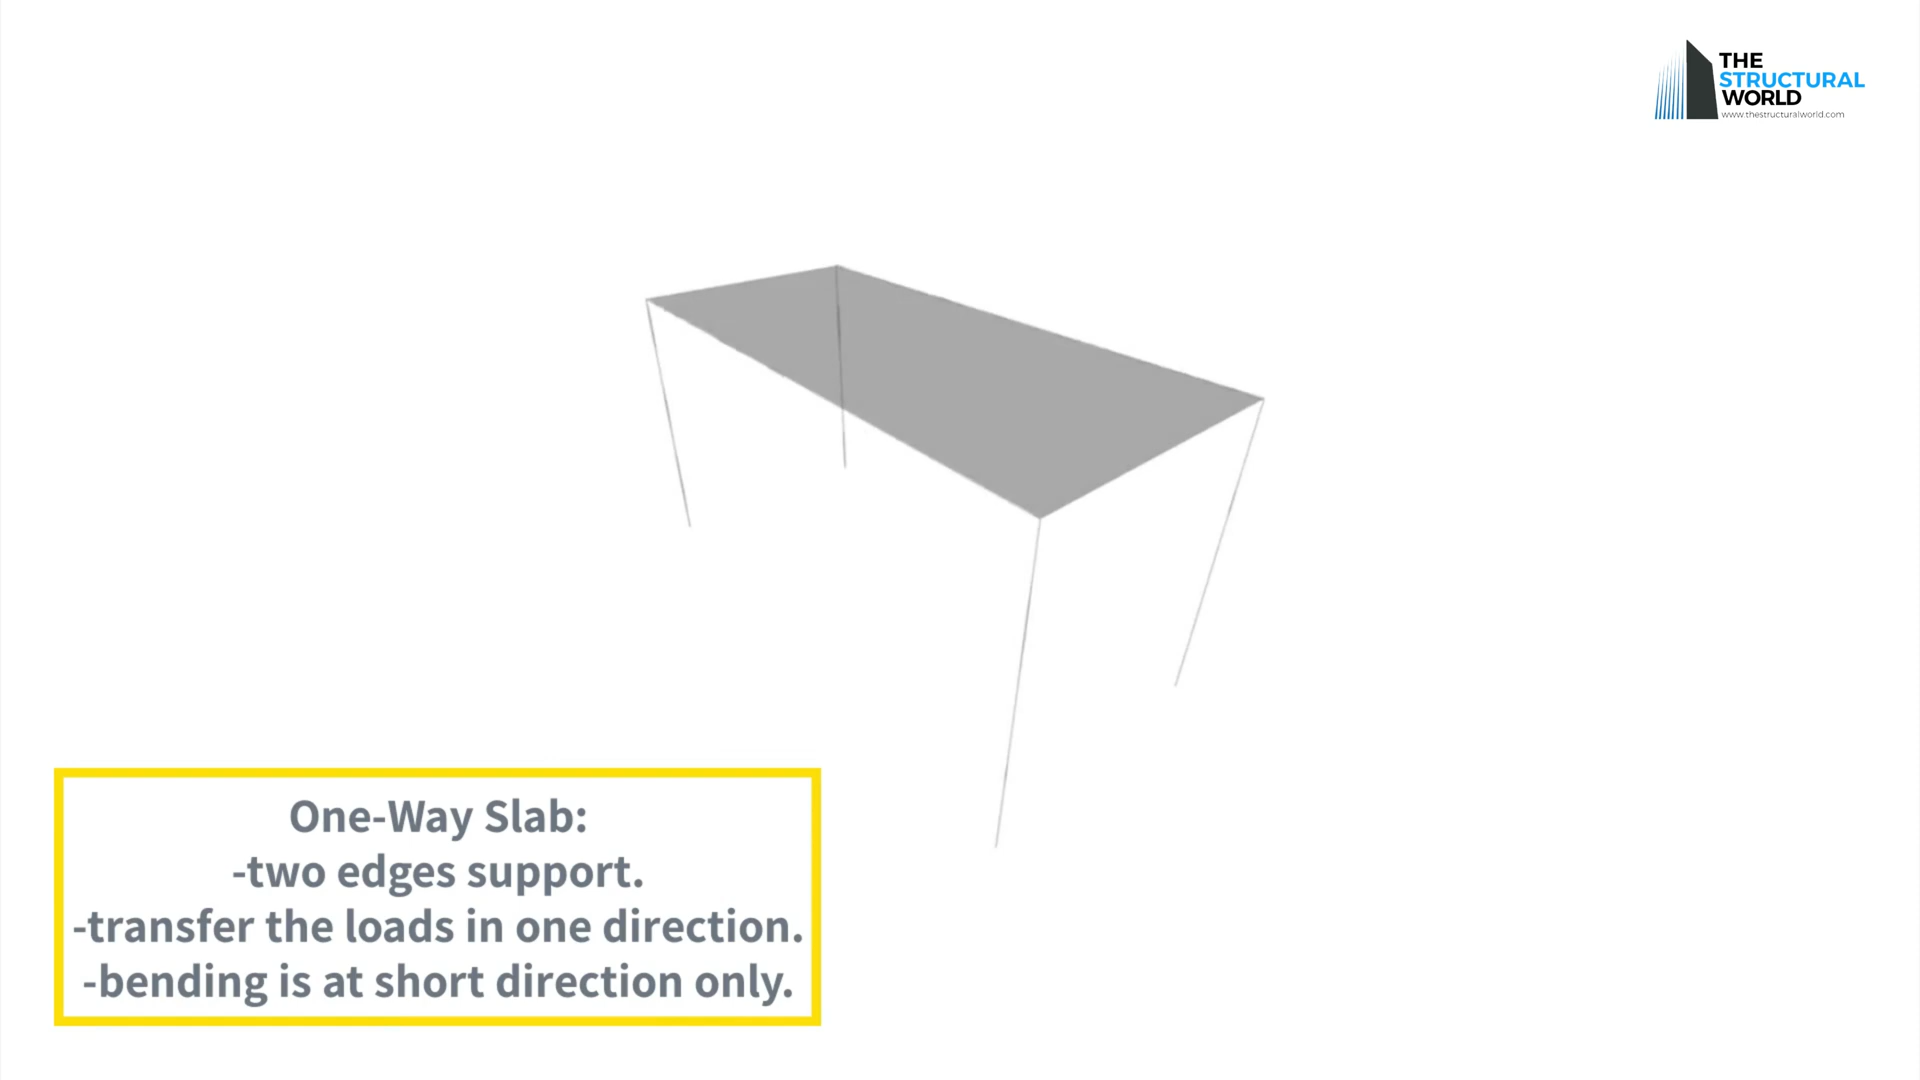 THE
STRUCTURAL
WORLD
www.thestructuralworld.com
One-Way Slab:
-two edges support.
-transfer the loads in one direction.
-bending is at short direction only.